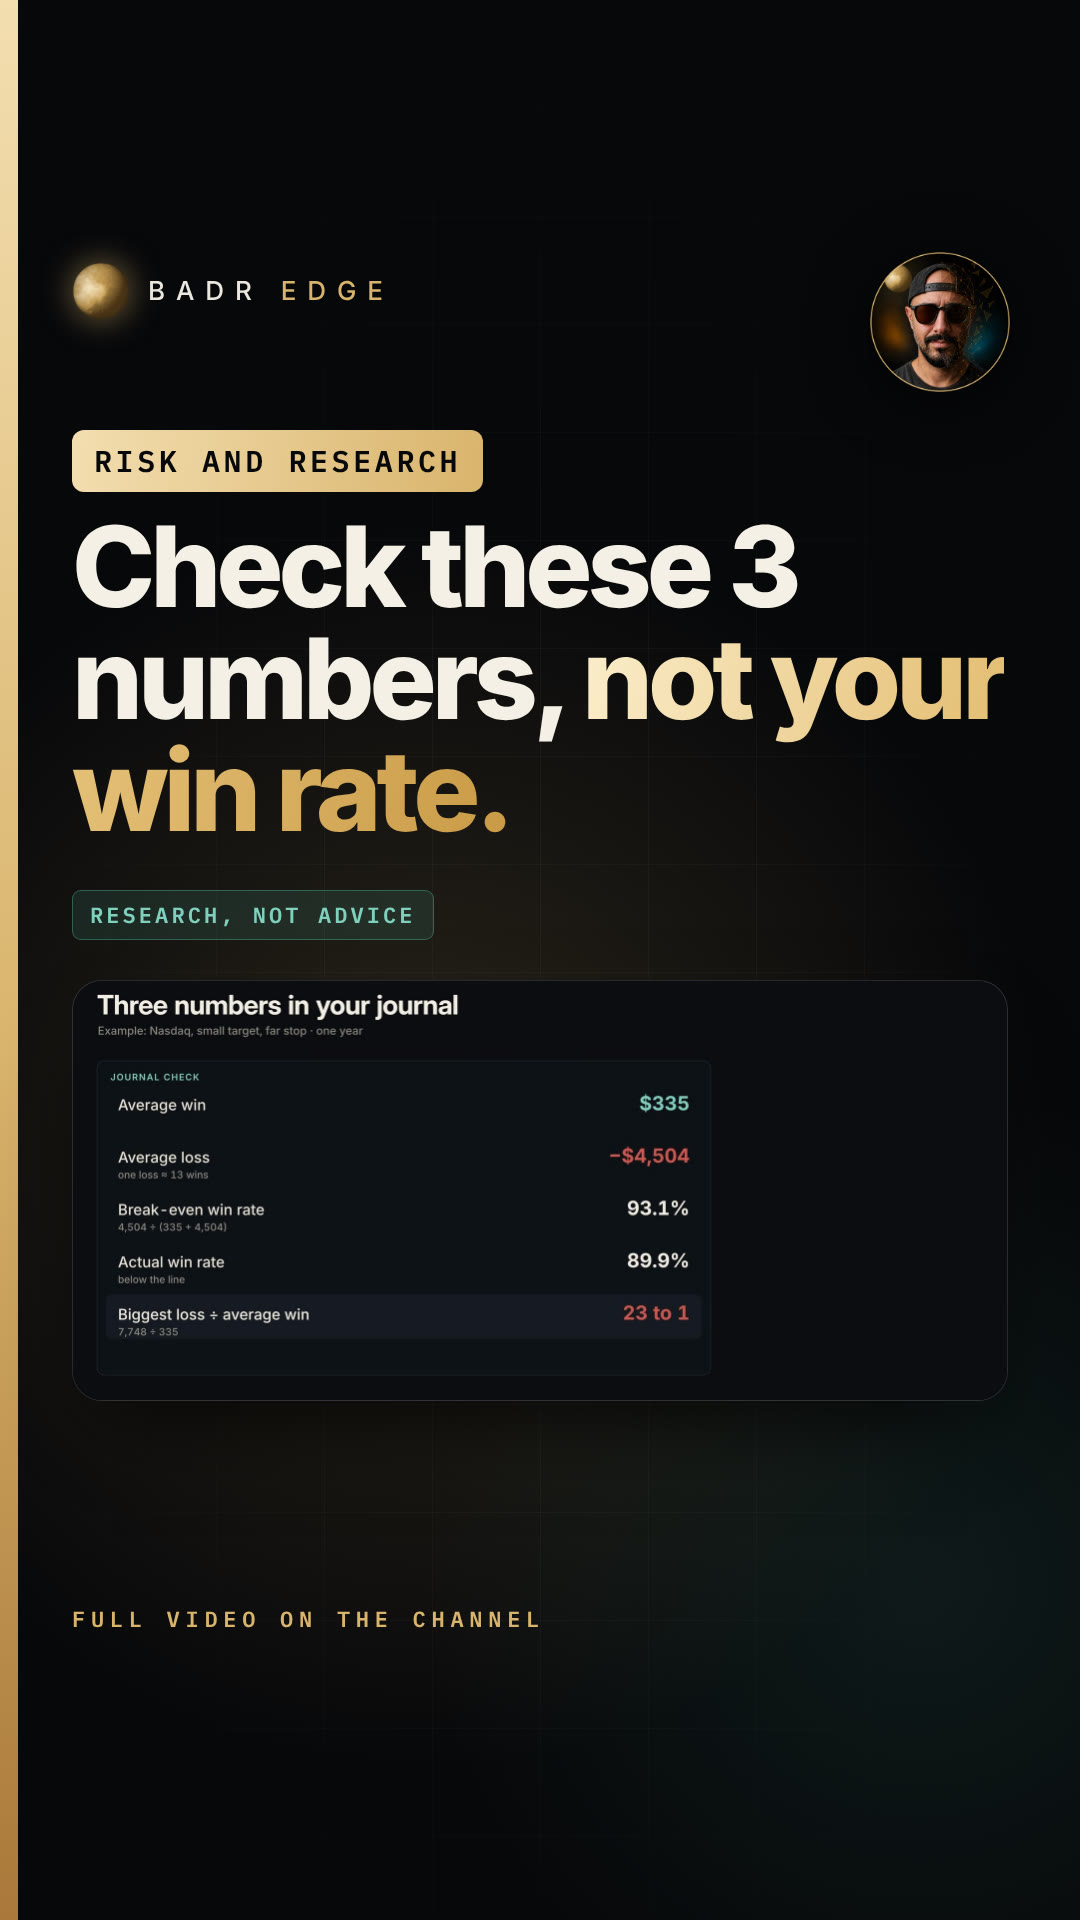 BADR EDGE
RISK AND RESEARCH
Check these 3
numbers, not your
win rate.
RESEARCH, NOT ADVICE
Three numbers in your journal
Example: Nasdaq, small target, far stop · one year
JOURNAL CHECK
Average win $335
Average loss −$4,504
one loss ≈ 13 wins
Break-even win rate 93.1%
4,504 ÷ (335 + 4,504)
Actual win rate 89.9%
below the line
Biggest loss ÷ average win 23 to 1
7,748 ÷ 335
FULL VIDEO ON THE CHANNEL